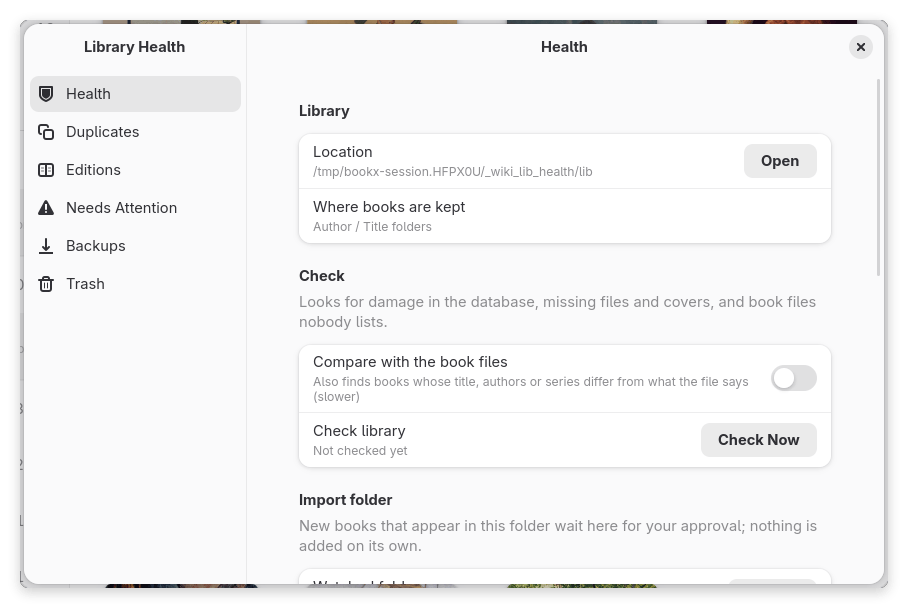 Library Health
Health
Health
Duplicates
Editions
Needs Attention
Backups
Trash
Library
Location
/tmp/bookx-session.HFPX0U/_wiki_lib_health/lib
Open
Where books are kept
Author / Title folders
Check
Looks for damage in the database, missing files and covers, and book files
nobody lists.
Compare with the book files
Also finds books whose title, authors or series differ from what the file says
(slower)
Check library
Not checked yet
Check Now
Import folder
New books that appear in this folder wait here for your approval; nothing is
added on its own.